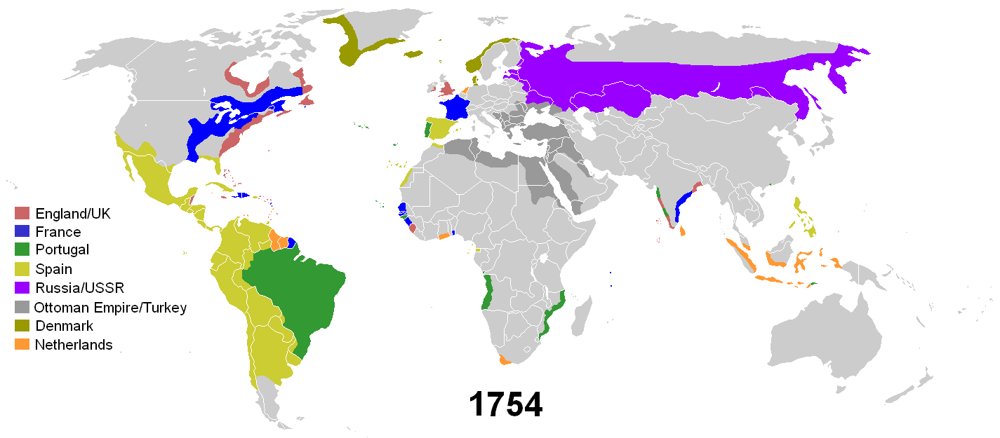 England/UK
France
Portugal
Spain
Russia/USSR
Ottoman Empire/Turkey
Denmark
Netherlands
1754